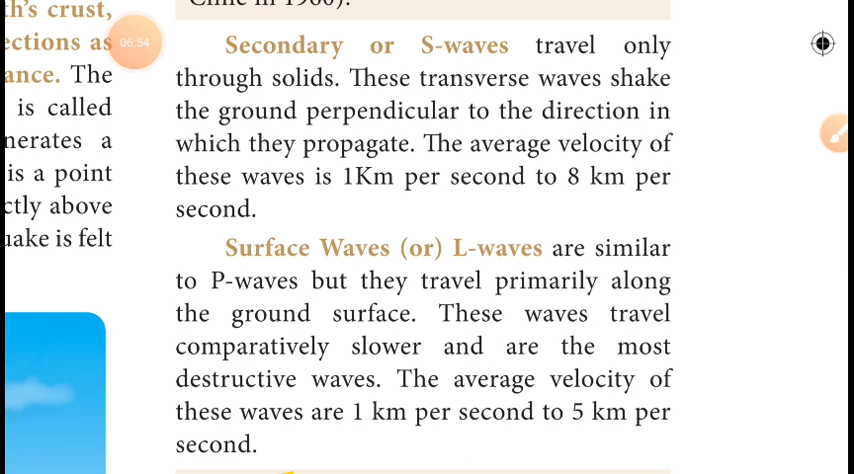 th's crust,
ections as
ance. The
is called
nerates a
is a point
ctly above
uake is felt
06:54
Secondary or S-waves travel only
through solids. These transverse waves shake
the ground perpendicular to the direction in
which they propagate. The average velocity of
these waves is 1Km per second to 8 km per
second.
Surface Waves (or) L-waves are similar
to P-waves but they travel primarily along
the ground surface. These waves travel
comparatively slower and are the most
destructive waves. The average velocity of
these waves are 1 km per second to 5 km per
second.